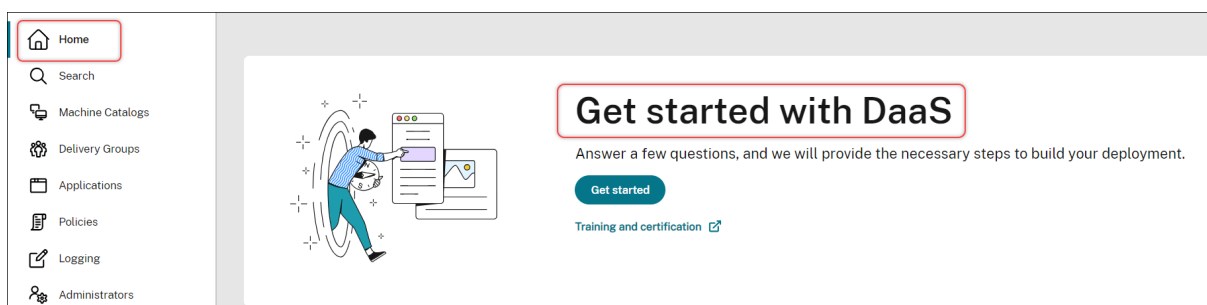 Home
Search
Machine Catalogs
Delivery Groups
Applications
Policies
Logging
Administrators
Get started with DaaS
Answer a few questions, and we will provide the necessary steps to build your deployment.
Get started
Training and certification